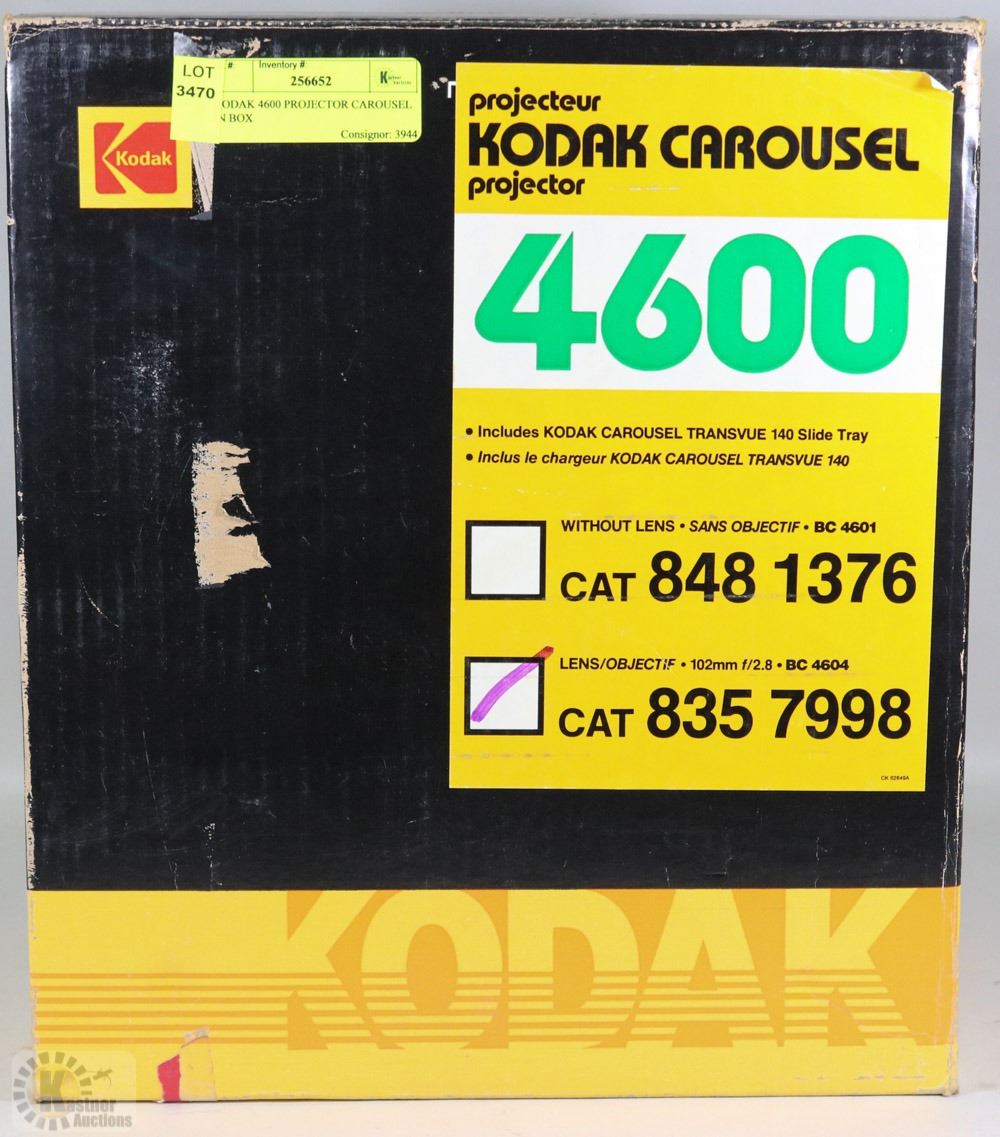 LOT # Inventory #
3470 256652
ODAK 4600 PROJECTOR CAROUSEL
N BOX
Consignor: 3944
Kodak
projecteur
KODAK CAROUSEL
projector
4600
• Includes KODAK CAROUSEL TRANSVUE 140 Slide Tray
• Inclus le chargeur KODAK CAROUSEL TRANSVUE 140
WITHOUT LENS • SANS OBJECTIF • BC 4601
CAT 848 1376
LENS/OBJECTIF • 102mm f/2.8 • BC 4604
CAT 835 7998
CK 62849A
KODAK
Kastner
Auctions